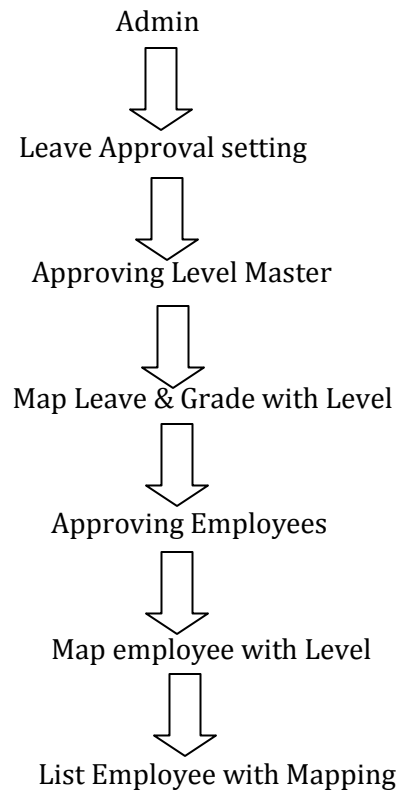 Admin
Leave Approval setting
Approving Level Master
Map Leave & Grade with Level
Approving Employees
Map employee with Level
List Employee with Mapping